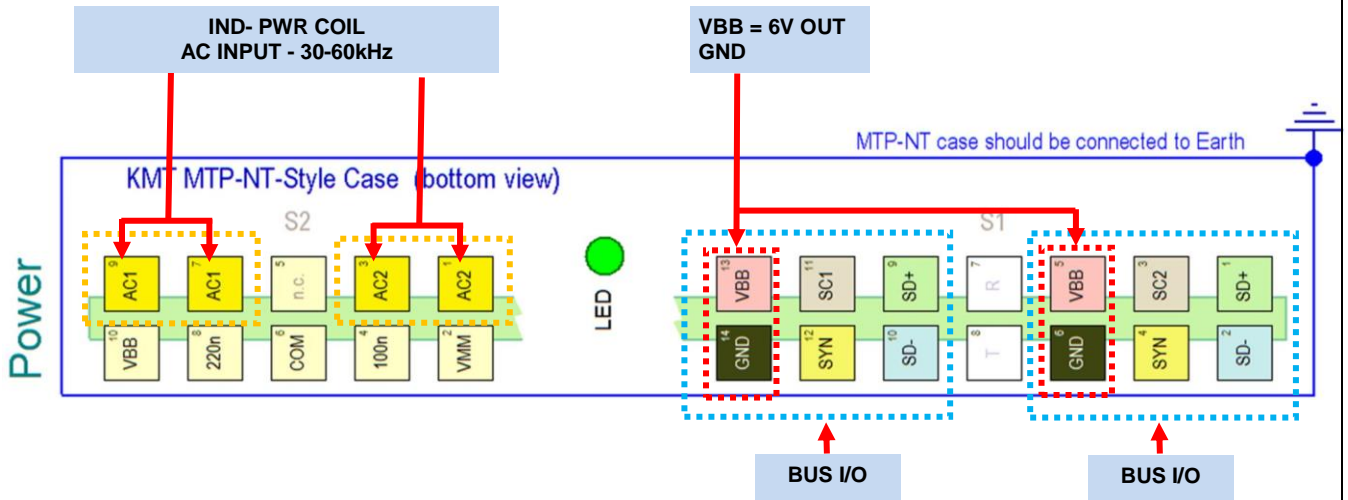 IND- PWR COIL
AC INPUT - 30-60kHz
VBB = 6V OUT
GND
MTP-NT case should be connected to Earth
KMT MTP-NT-Style Case (bottom view)
S2
S1
Power
LED
9 AC1
7 AC1
5 n.c.
3 AC2
1 AC2
10 VBB
8 220n
6 COM
4 100n
2 VMM
13 VBB
11 SC1
9 SD+
7 R
5 VBB
3 SC2
1 SD+
14 GND
12 SYN
10 SD-
8 T
6 GND
4 SYN
2 SD-
BUS I/O
BUS I/O